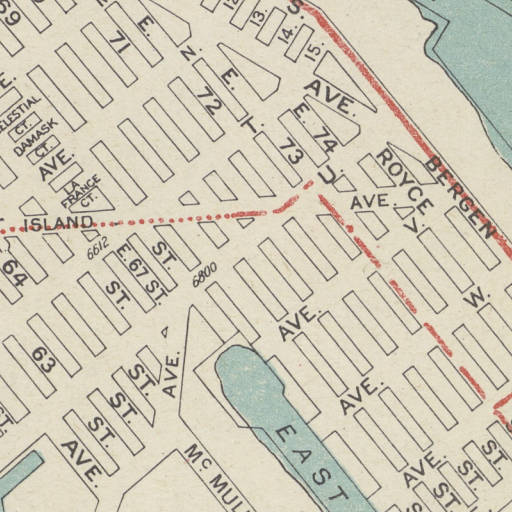 69
E.
12
13.
S.
14.
15.
71
N.
E.
AVE.
72
E.
74
T.
73
U.
CELESTIAL
CT.
DAMASK
CT.
AVE.
LA
FRANCE
CT.
ROYCE
BERGEN
AVE.
V.
ISLAND
6612
E. 67 ST.
ST.
6800
64
ST.
W.
AVE.
63
ST.
AVE.
ST.
ST.
AVE.
ST.
AVE.
EAST
Mc MUL
AVE.
ST.
ST.
ST.